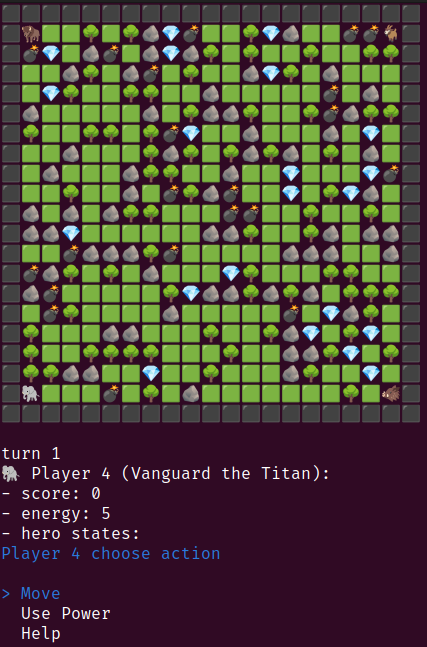 turn 1
Player 4 (Vanguard the Titan):
- score: 0
- energy: 5
- hero states:
Player 4 choose action
> Move
Use Power
Help